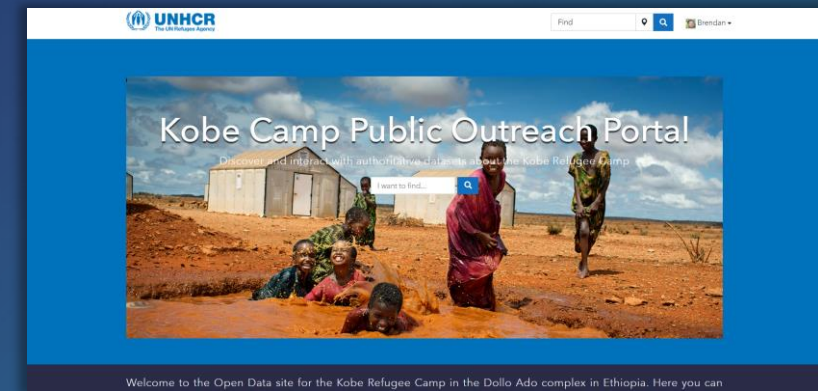 UNHCR
The UN Refugee Agency
Find
Brendan
Kobe Camp Public Outreach Portal
Discover and interact with authoritative datasets about the Kobe Refugee Camp
I want to find...
Welcome to the Open Data site for the Kobe Refugee Camp in the Dollo Ado complex in Ethiopia. Here you can